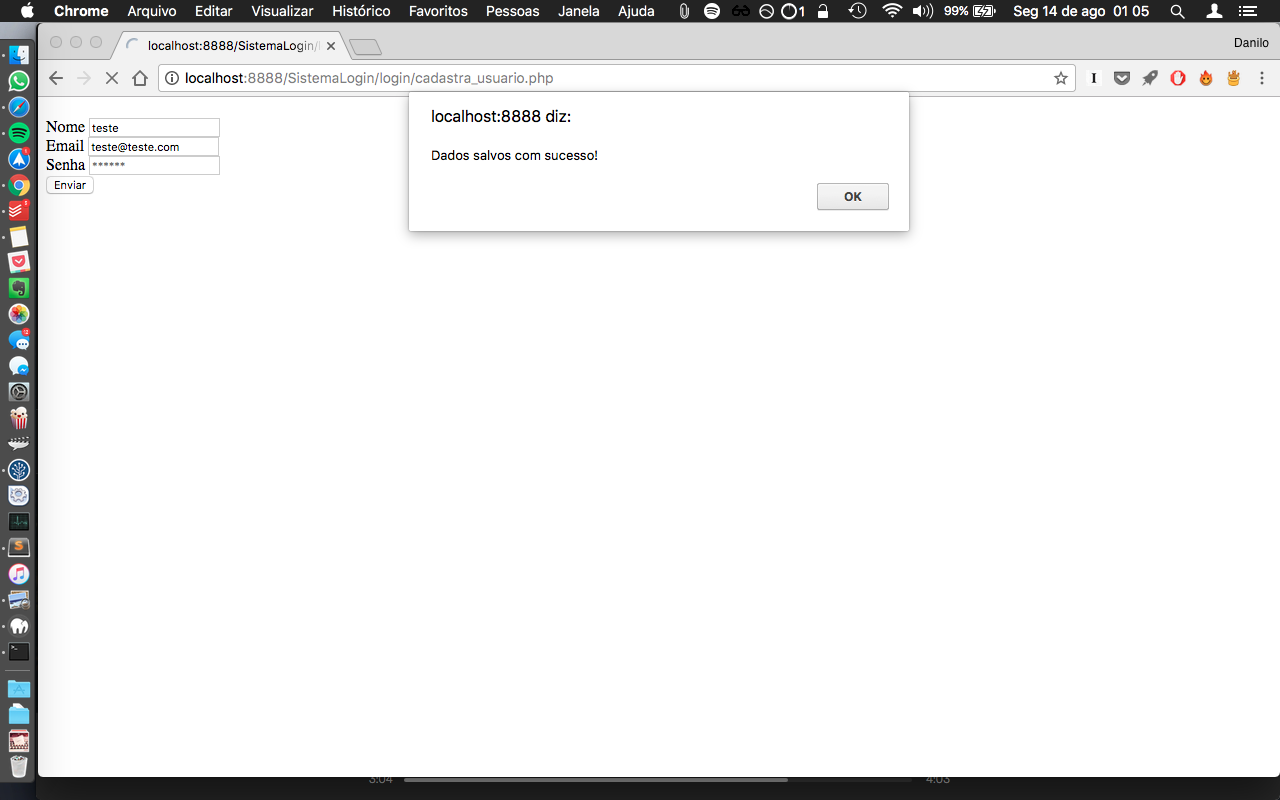 Chrome Arquivo Editar Visualizar Histórico Favoritos Pessoas Janela Ajuda 1 99% Seg 14 de ago 01 05
localhost:8888/SistemaLogin/l
Danilo
localhost:8888/SistemaLogin/login/cadastra_usuario.php
localhost:8888 diz:
Dados salvos com sucesso!
OK
Nome teste
Email teste@teste.com
Senha ******
Enviar
3:04 4:03